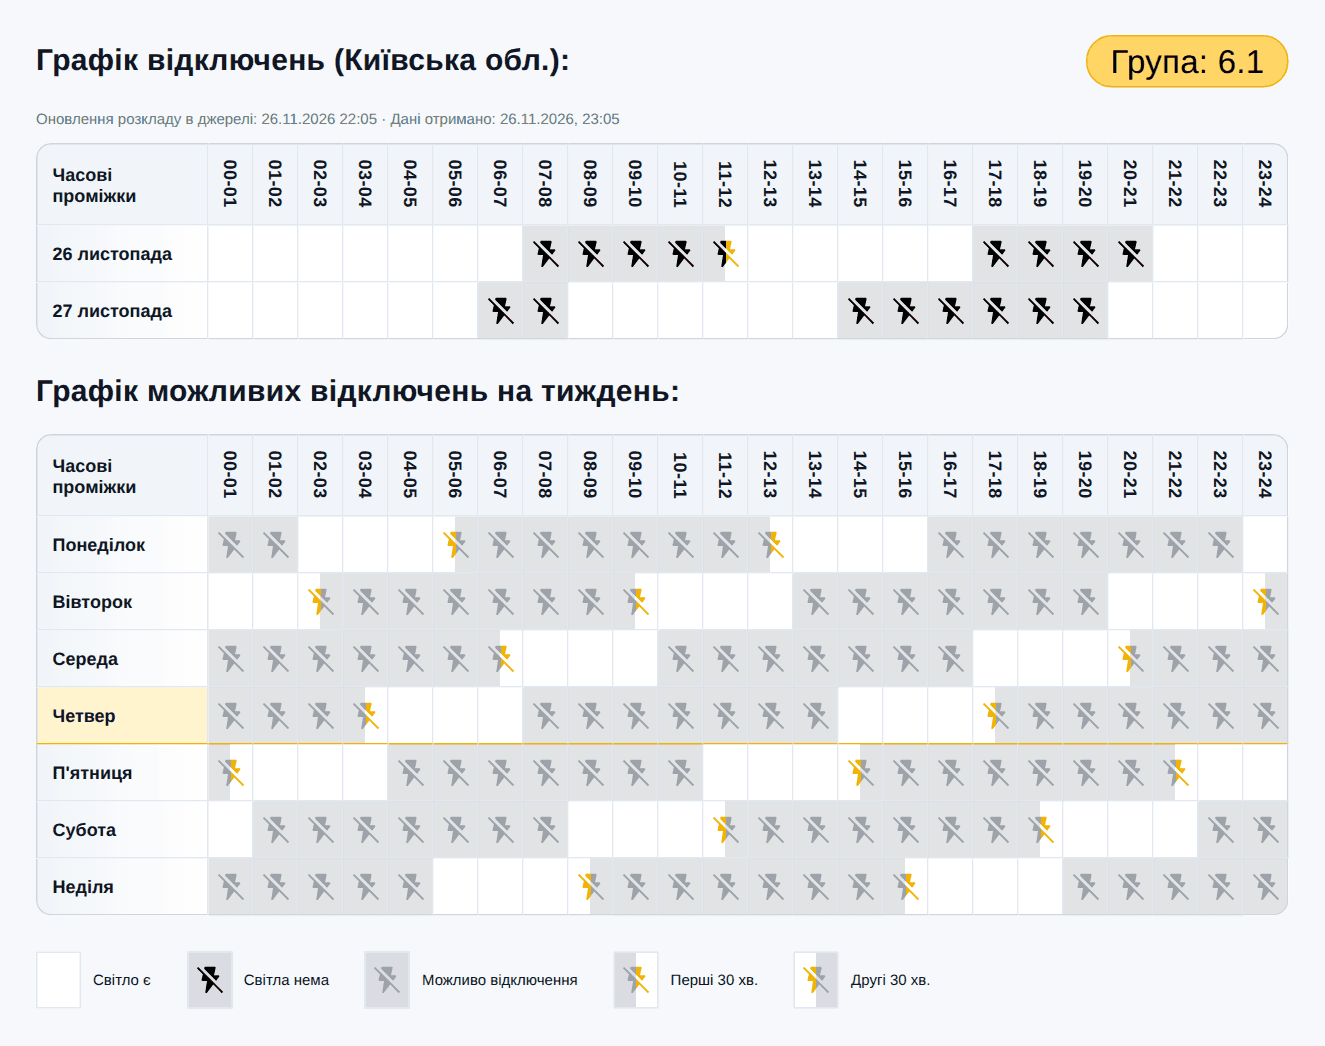 Графік відключень (Київська обл.):
Група: 6.1
Оновлення розкладу в джерелі: 26.11.2026 22:05 · Дані отримано: 26.11.2026, 23:05
Часові
проміжки
00-01 01-02 02-03 03-04 04-05 05-06 06-07 07-08 08-09 09-10 10-11 11-12 12-13 13-14 14-15 15-16 16-17 17-18 18-19 19-20 20-21 21-22 22-23 23-24
26 листопада
27 листопада
Графік можливих відключень на тиждень:
Часові
проміжки
00-01 01-02 02-03 03-04 04-05 05-06 06-07 07-08 08-09 09-10 10-11 11-12 12-13 13-14 14-15 15-16 16-17 17-18 18-19 19-20 20-21 21-22 22-23 23-24
Понеділок
Вівторок
Середа
Четвер
П'ятниця
Субота
Неділя
Світло є
Світла нема
Можливо відключення
Перші 30 хв.
Другі 30 хв.